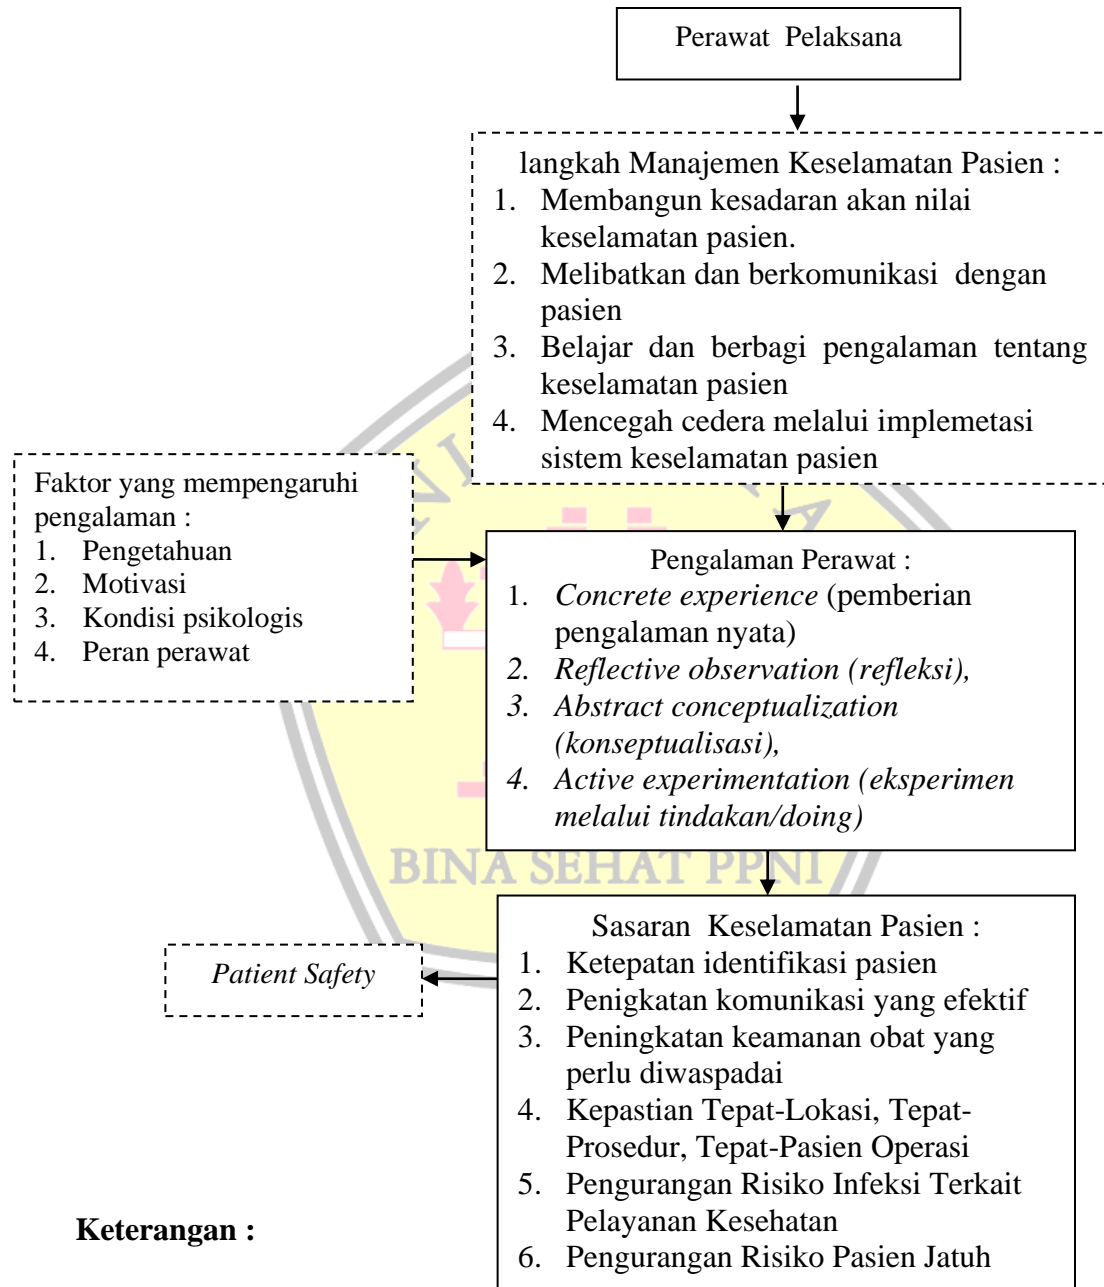 Perawat Pelaksana
langkah Manajemen Keselamatan Pasien :
1. Membangun kesadaran akan nilai
keselamatan pasien.
2. Melibatkan dan berkomunikasi dengan
pasien
3. Belajar dan berbagi pengalaman tentang
keselamatan pasien
4. Mencegah cedera melalui implemetasi
sistem keselamatan pasien
Faktor yang mempengaruhi
pengalaman :
1. Pengetahuan
2. Motivasi
3. Kondisi psikologis
4. Peran perawat
Pengalaman Perawat :
1. Concrete experience (pemberian
pengalaman nyata)
2. Reflective observation (refleksi),
3. Abstract conceptualization
(konseptualisasi),
4. Active experimentation (eksperimen
melalui tindakan/doing)
BINA SEHAT PPNI
Sasaran Keselamatan Pasien :
1. Ketepatan identifikasi pasien
2. Penigkatan komunikasi yang efektif
3. Peningkatan keamanan obat yang
perlu diwaspadai
4. Kepastian Tepat-Lokasi, Tepat-
Prosedur, Tepat-Pasien Operasi
5. Pengurangan Risiko Infeksi Terkait
Pelayanan Kesehatan
6. Pengurangan Risiko Pasien Jatuh
Patient Safety
Keterangan :